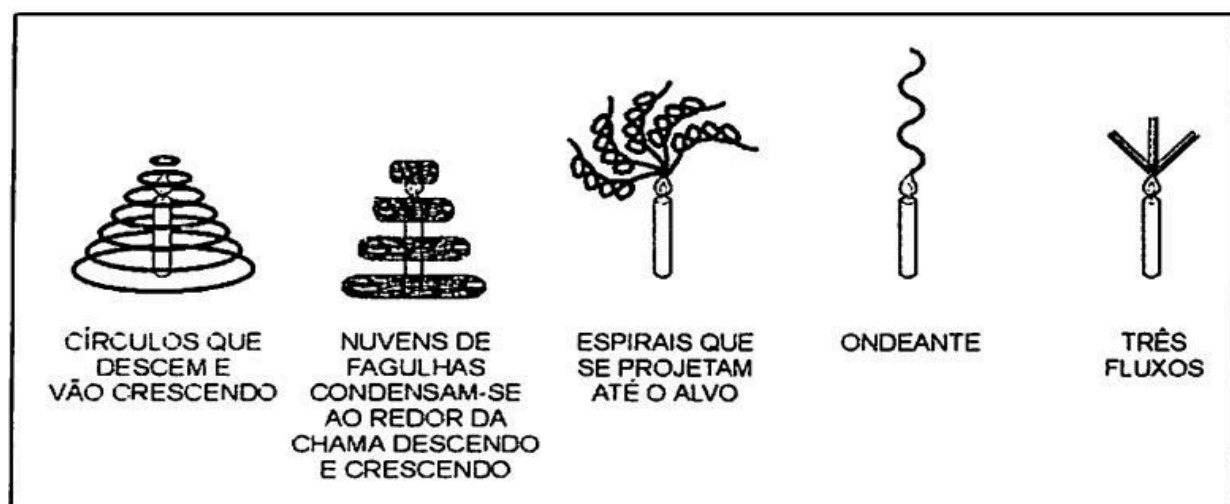 CÍRCULOS QUE
DESCEM E
VÃO CRESCENDO
NUVENS DE
FAGULHAS
CONDENSAM-SE
AO REDOR DA
CHAMA DESCENDO
E CRESCENDO
ESPIRAIS QUE
SE PROJETAM
ATÉ O ALVO
ONDEANTE
TRÊS
FLUXOS